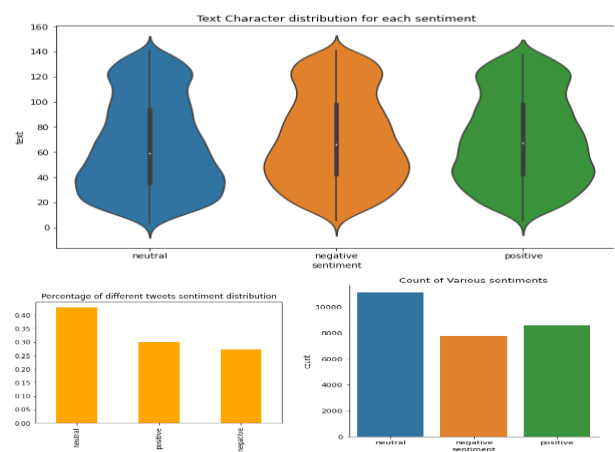 Text Character distribution for each sentiment
160
140
120
100
80
60
40
20
0
text
neutral
negative
positive
sentiment
Percentage of different tweets sentiment distribution
0.40
0.35
0.30
0.25
0.20
0.15
0.10
0.05
0.00
neutral
positive
negative
Count of Various sentiments
10000
8000
6000
4000
2000
0
count
neutral
negative
positive
sentiment